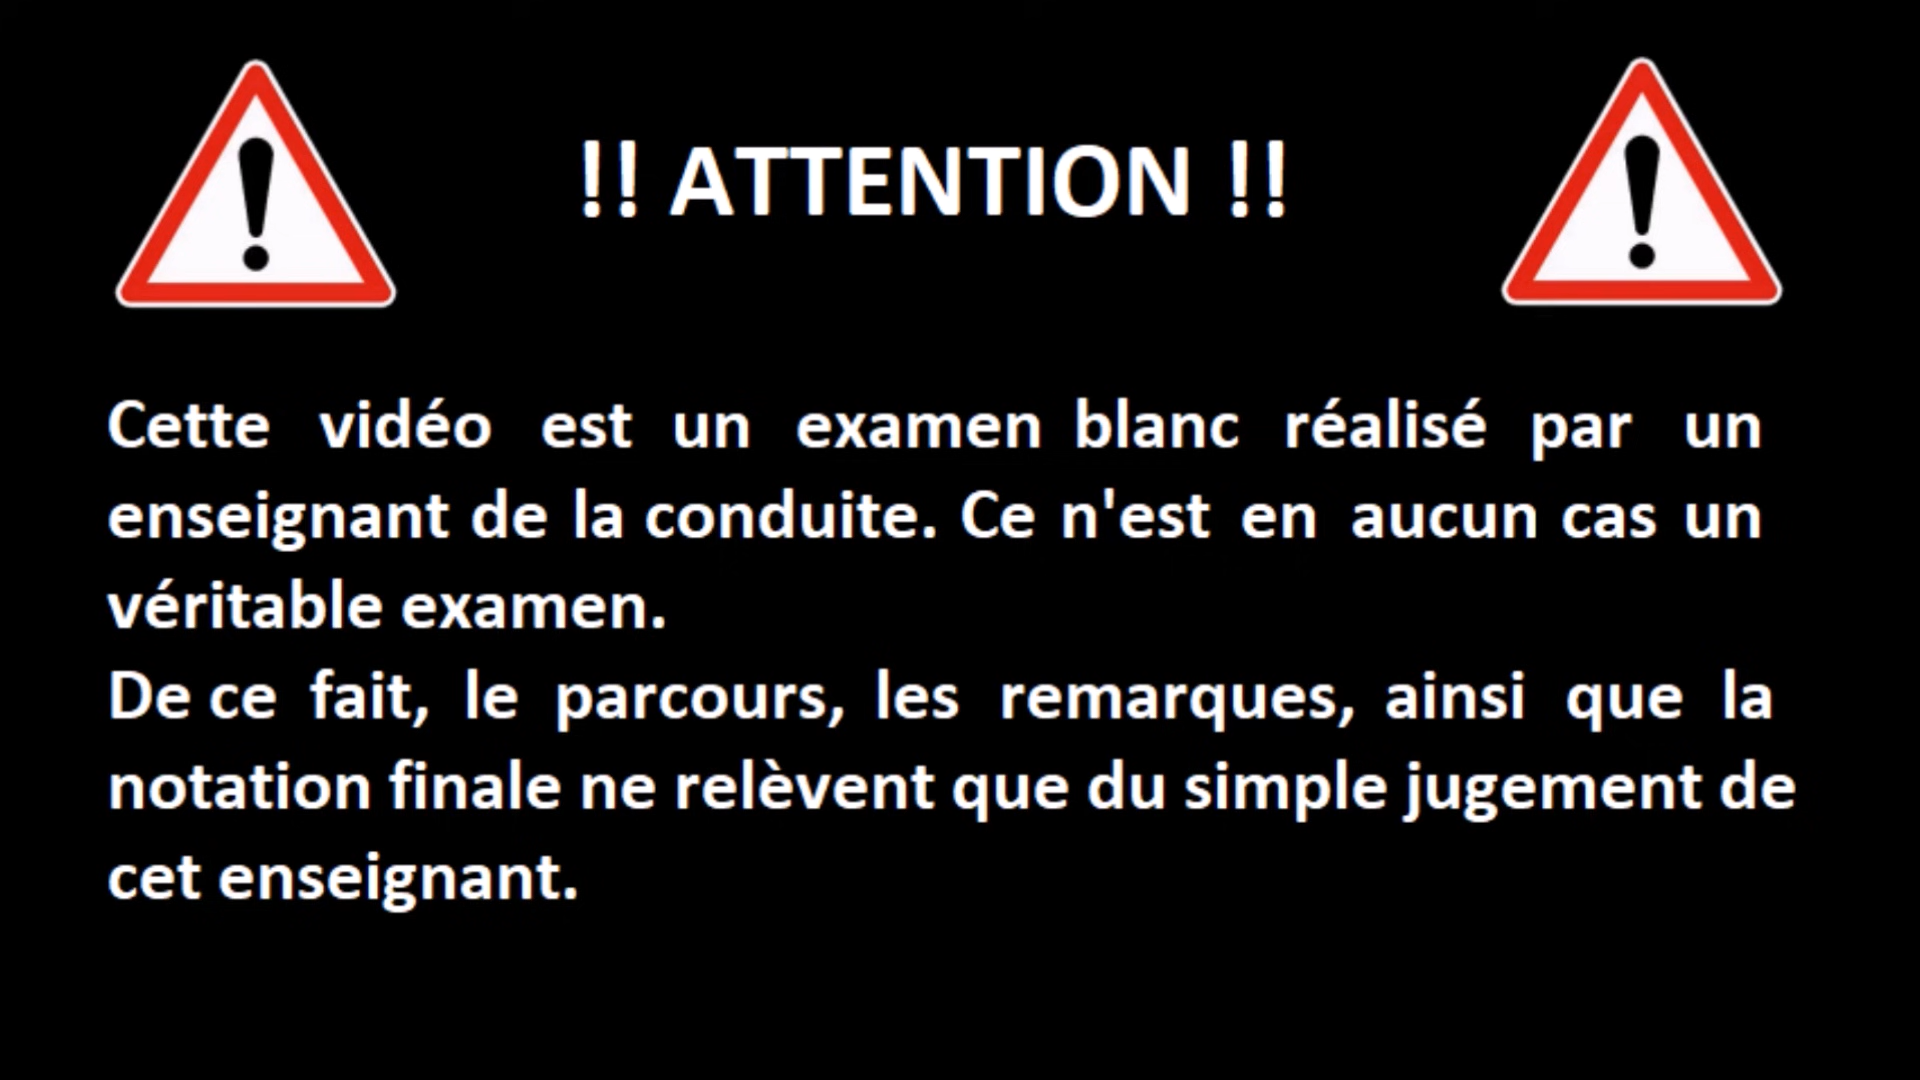 !! ATTENTION !!
Cette vidéo est un examen blanc réalisé par un
enseignant de la conduite. Ce n'est en aucun cas un
véritable examen.
De ce fait, le parcours, les remarques, ainsi que la
notation finale ne relèvent que du simple jugement de
cet enseignant.